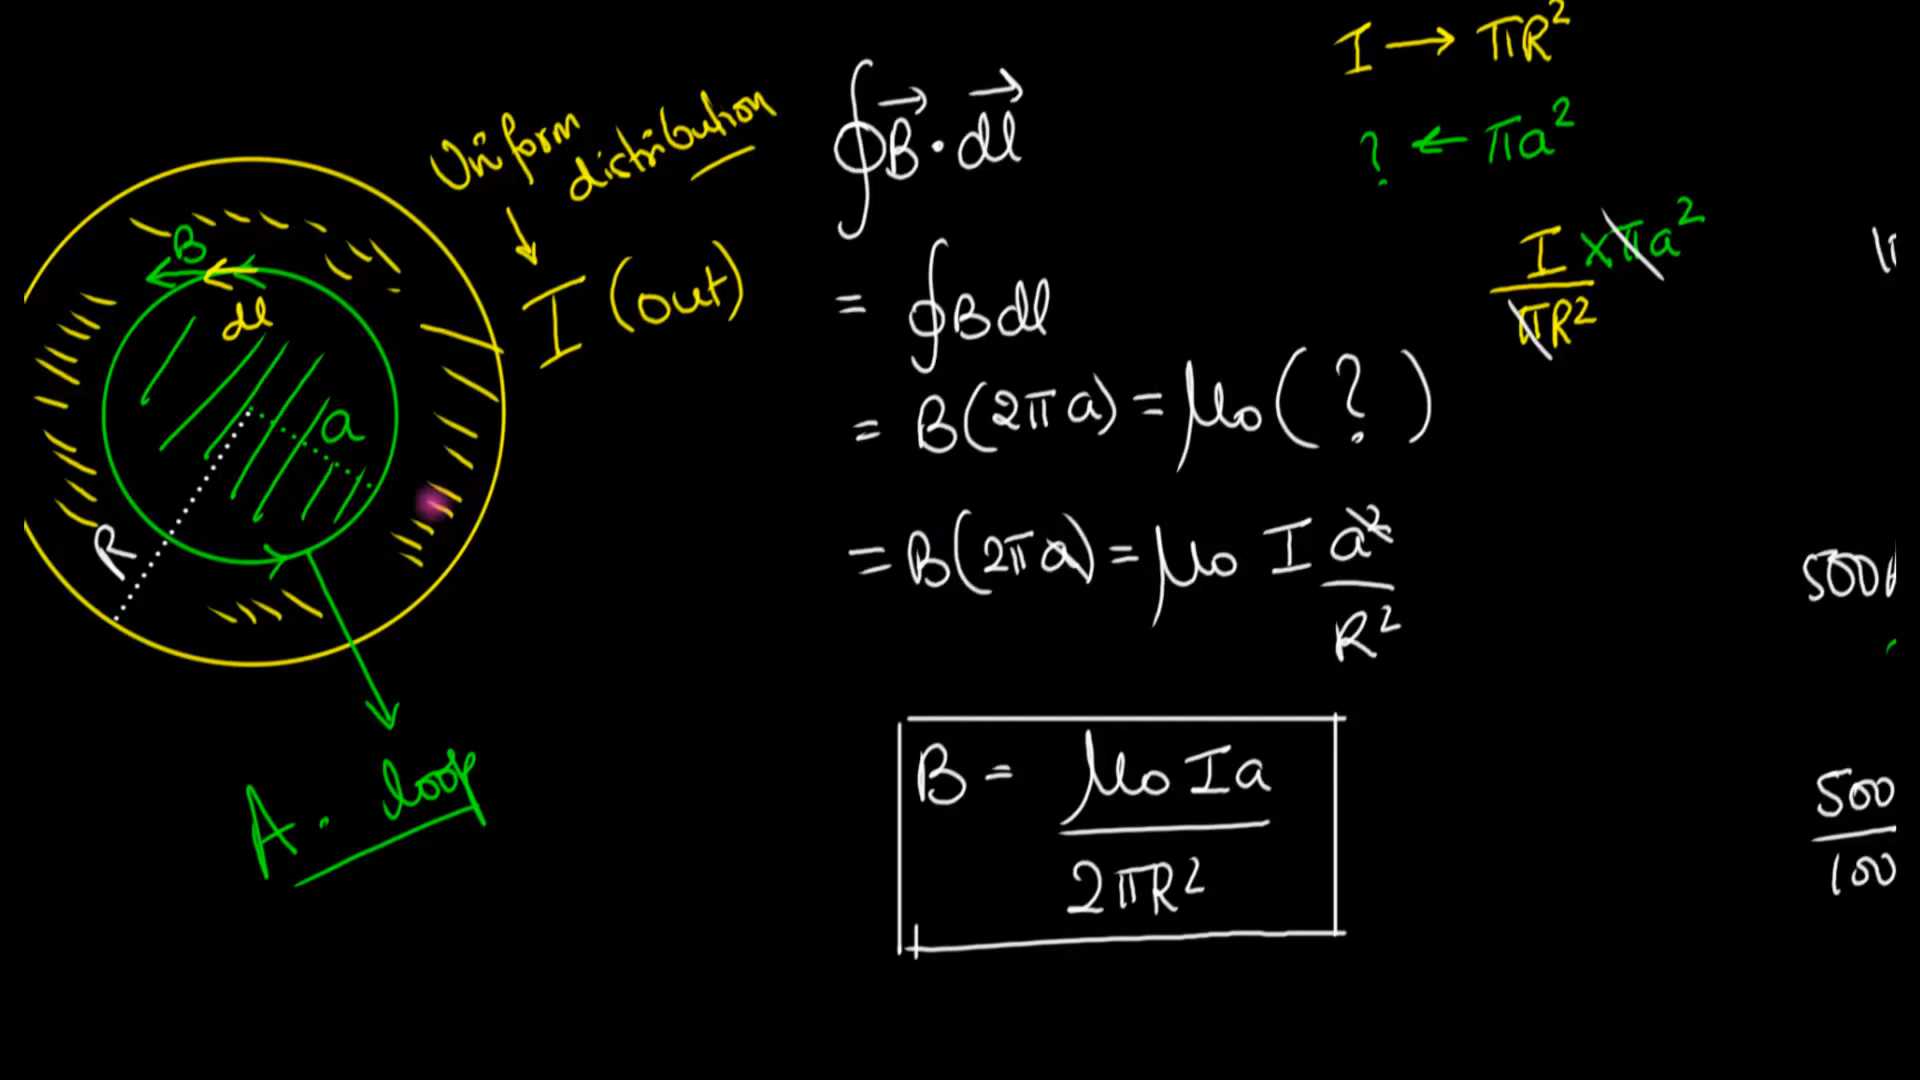 Uniform
distribution
I (out)
B
dl
a
R
A. loop
∮B⃗·dl⃗
= ∮Bdl
= B(2πa) = μ₀(?)
= B(2πa) = μ₀ I a²/R²
B = μ₀Ia/2πR²
I → πR²
? ← πa²
I/πR² × πa²
500
500
100